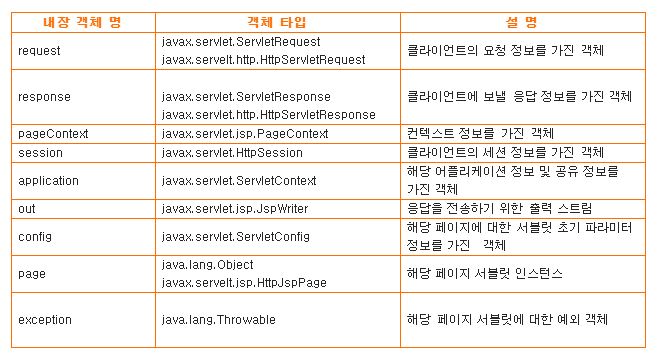 내장 객체 명 객체 타입 설 명
request javax.servlet.ServletRequest 클라이언트의 요청 정보를 가진 객체
javax.servelt.http.HttpServletRequest
response javax.servlet.ServletResponse 클라이언트에 보낼 응답 정보를 가진 객체
javax.servlet.http.HttpServletResponse
pageContext javax.servlet.jsp.PageContext 컨텍스트 정보를 가진 객체
session javax.servlet.HttpSession 클라이언트의 세션 정보를 가진 객체
application javax.servlet.ServletContext 해당 어플리케이션 정보 및 공유 정보를
가진 객체
out javax.servlet.jsp.JspWriter 응답을 전송하기 위한 출력 스트림
config javax.servlet.ServletConfig 해당 페이지에 대한 서블릿 초기 파라미터
정보를 가진 객체
page java.lang.Object 해당 페이지 서블릿 인스턴스
javax.servelt.jsp.HttpJspPage
exception java.lang.Throwable 해당 페이지 서블릿에 대한 예외 객체